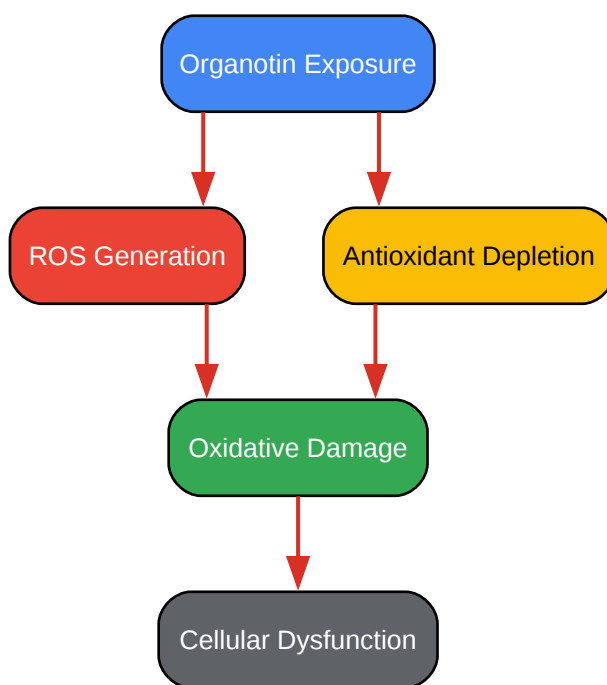 Organotin Exposure
ROS Generation
Antioxidant Depletion
Oxidative Damage
Cellular Dysfunction